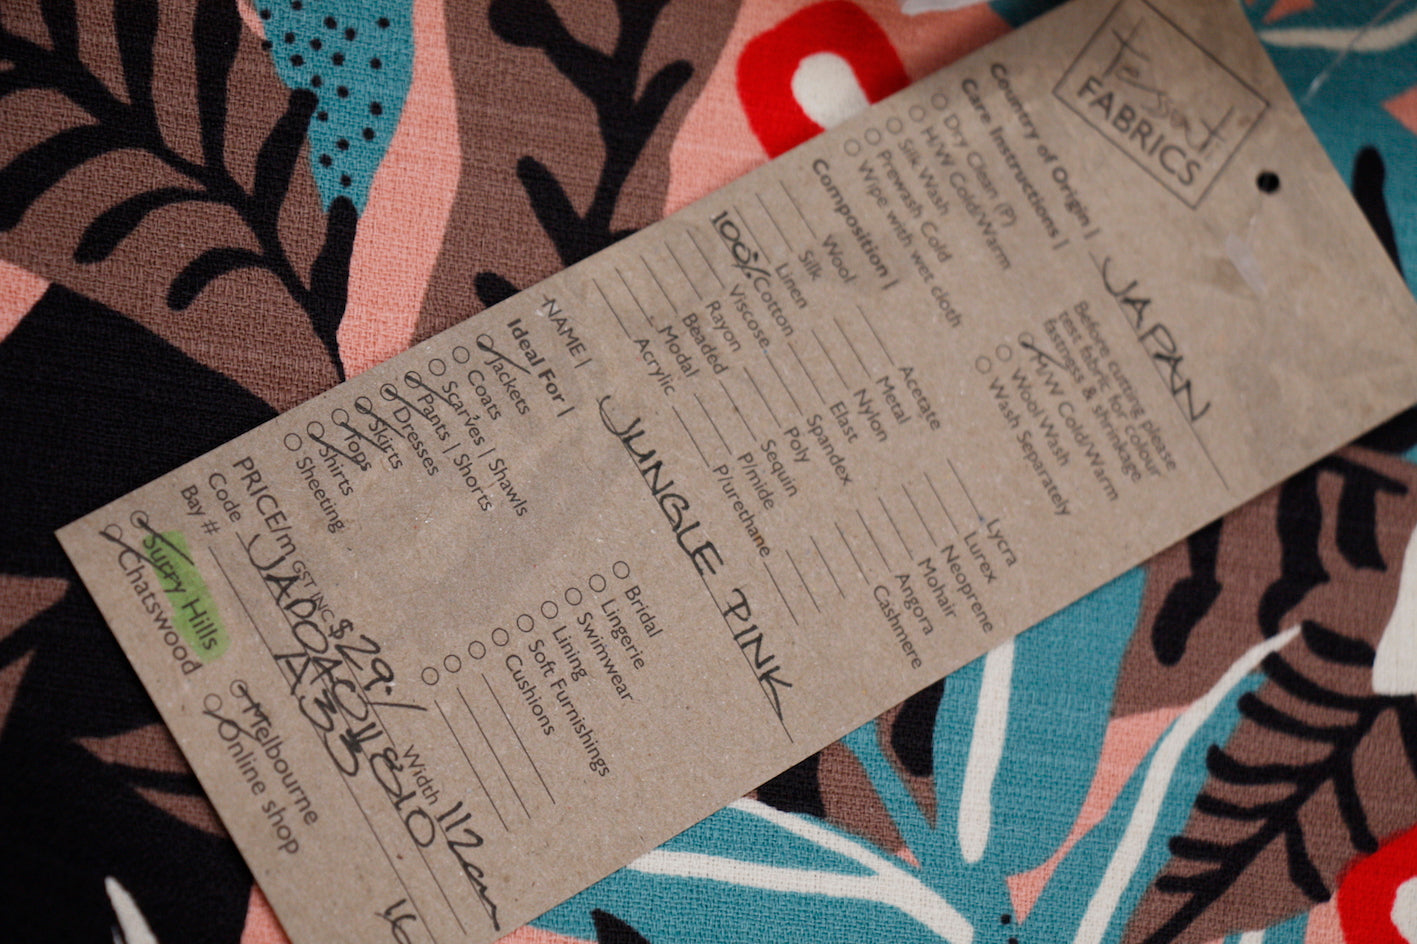 Tessuti
FABRICS
Country of Origin | JAPAN
Care Instructions |
Dry Clean (P)
H/W Cold/Warm
Silk Wash
Prewash Cold
Wipe with wet cloth
Before cutting please
test fabric for colour
fastness & shrinkage
M/W Cold/Warm
Wool Wash
Wash Separately
Composition |
Wool
Silk
Linen
100% Cotton
Viscose
Rayon
Beaded
Modal
Acrylic
Acetate
Metal
Nylon
Elast
Spandex
Poly
Sequin
P/mide
P/urethane
Lycra
Lurex
Neoprene
Mohair
Angora
Cashmere
NAME | JUNGLE PINK
Ideal For |
Jackets
Coats
Scarves | Shawls
Pants | Shorts
Dresses
Skirts
Tops
Shirts
Sheeting
Bridal
Lingerie
Swimwear
Lining
Soft Furnishings
Cushions
PRICE/m GST INC $29.- Width 112cm
Code
Bay # A33
Surry Hills
Chatswood
Melbourne
Online shop